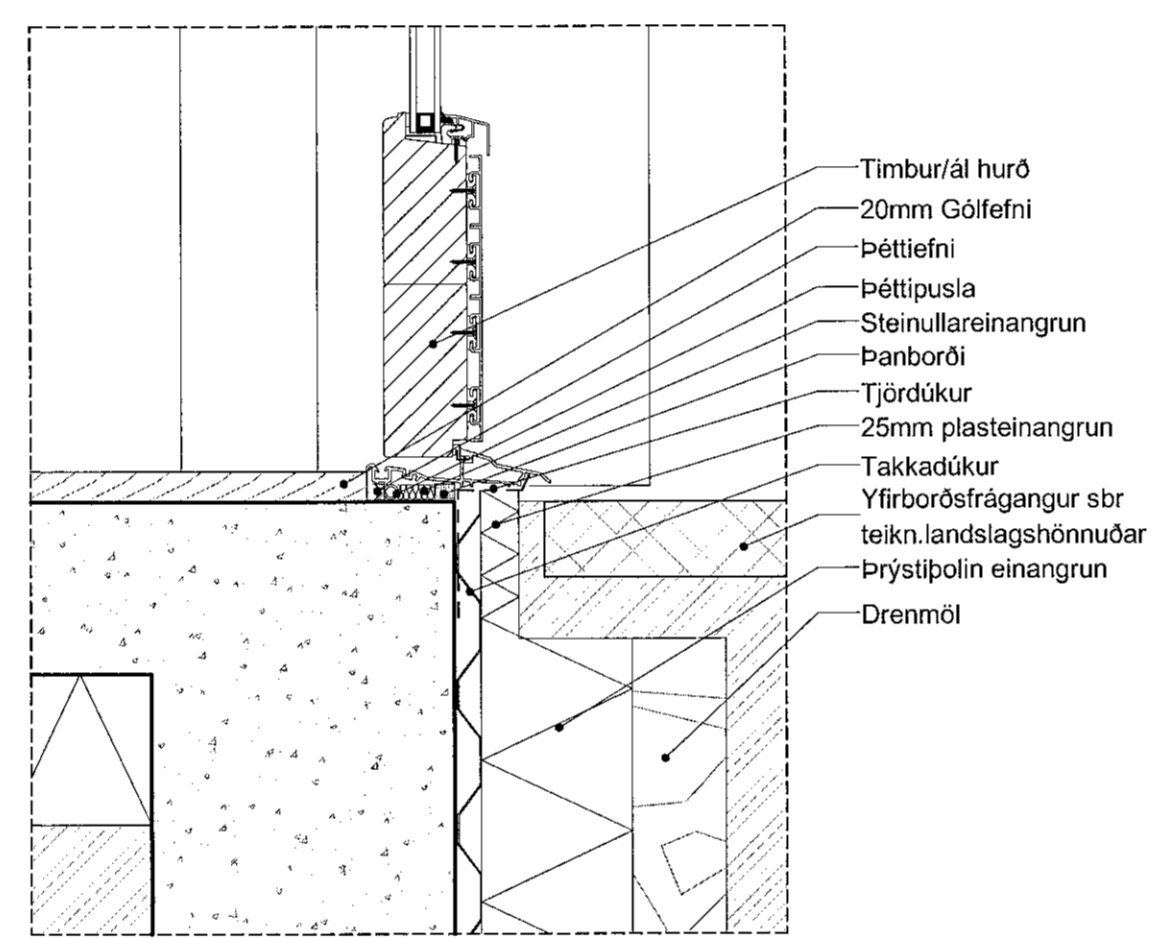 Timbur/ál hurð
20mm Gólfefni
Þéttiefni
Þéttipusla
Steinullareinangrun
Þanborði
Tjördúkur
25mm plasteinangrun
Takkadúkur
Yfirborðsfrágangur sbr
teikn.landslagshönnuðar
Þrýstiþolin einangrun
Drenmöl